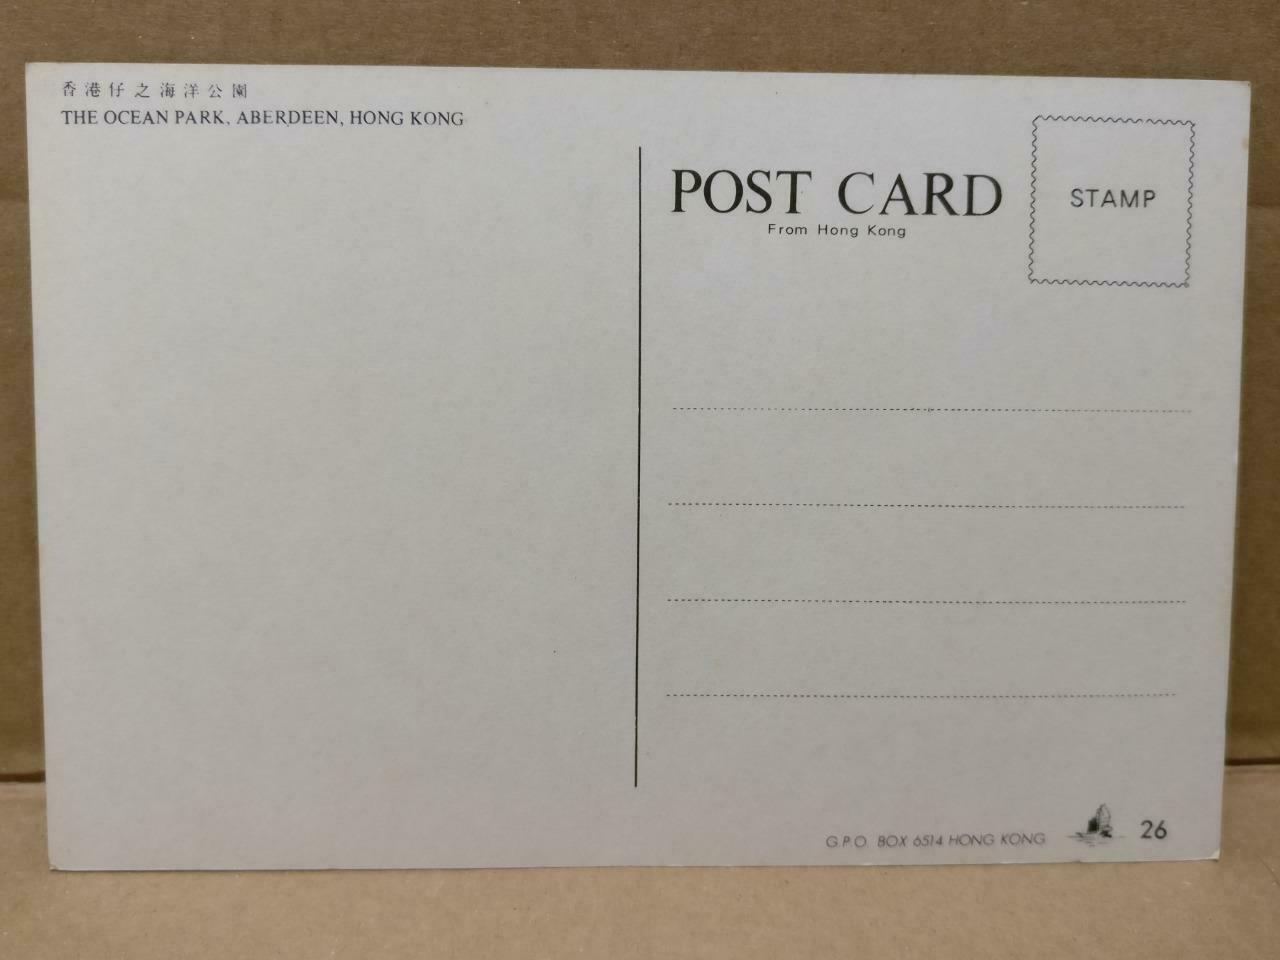 香港仔之海洋公園
THE OCEAN PARK, ABERDEEN, HONG KONG
POST CARD
From Hong Kong
STAMP
G.P.O. BOX 6514 HONG KONG
26